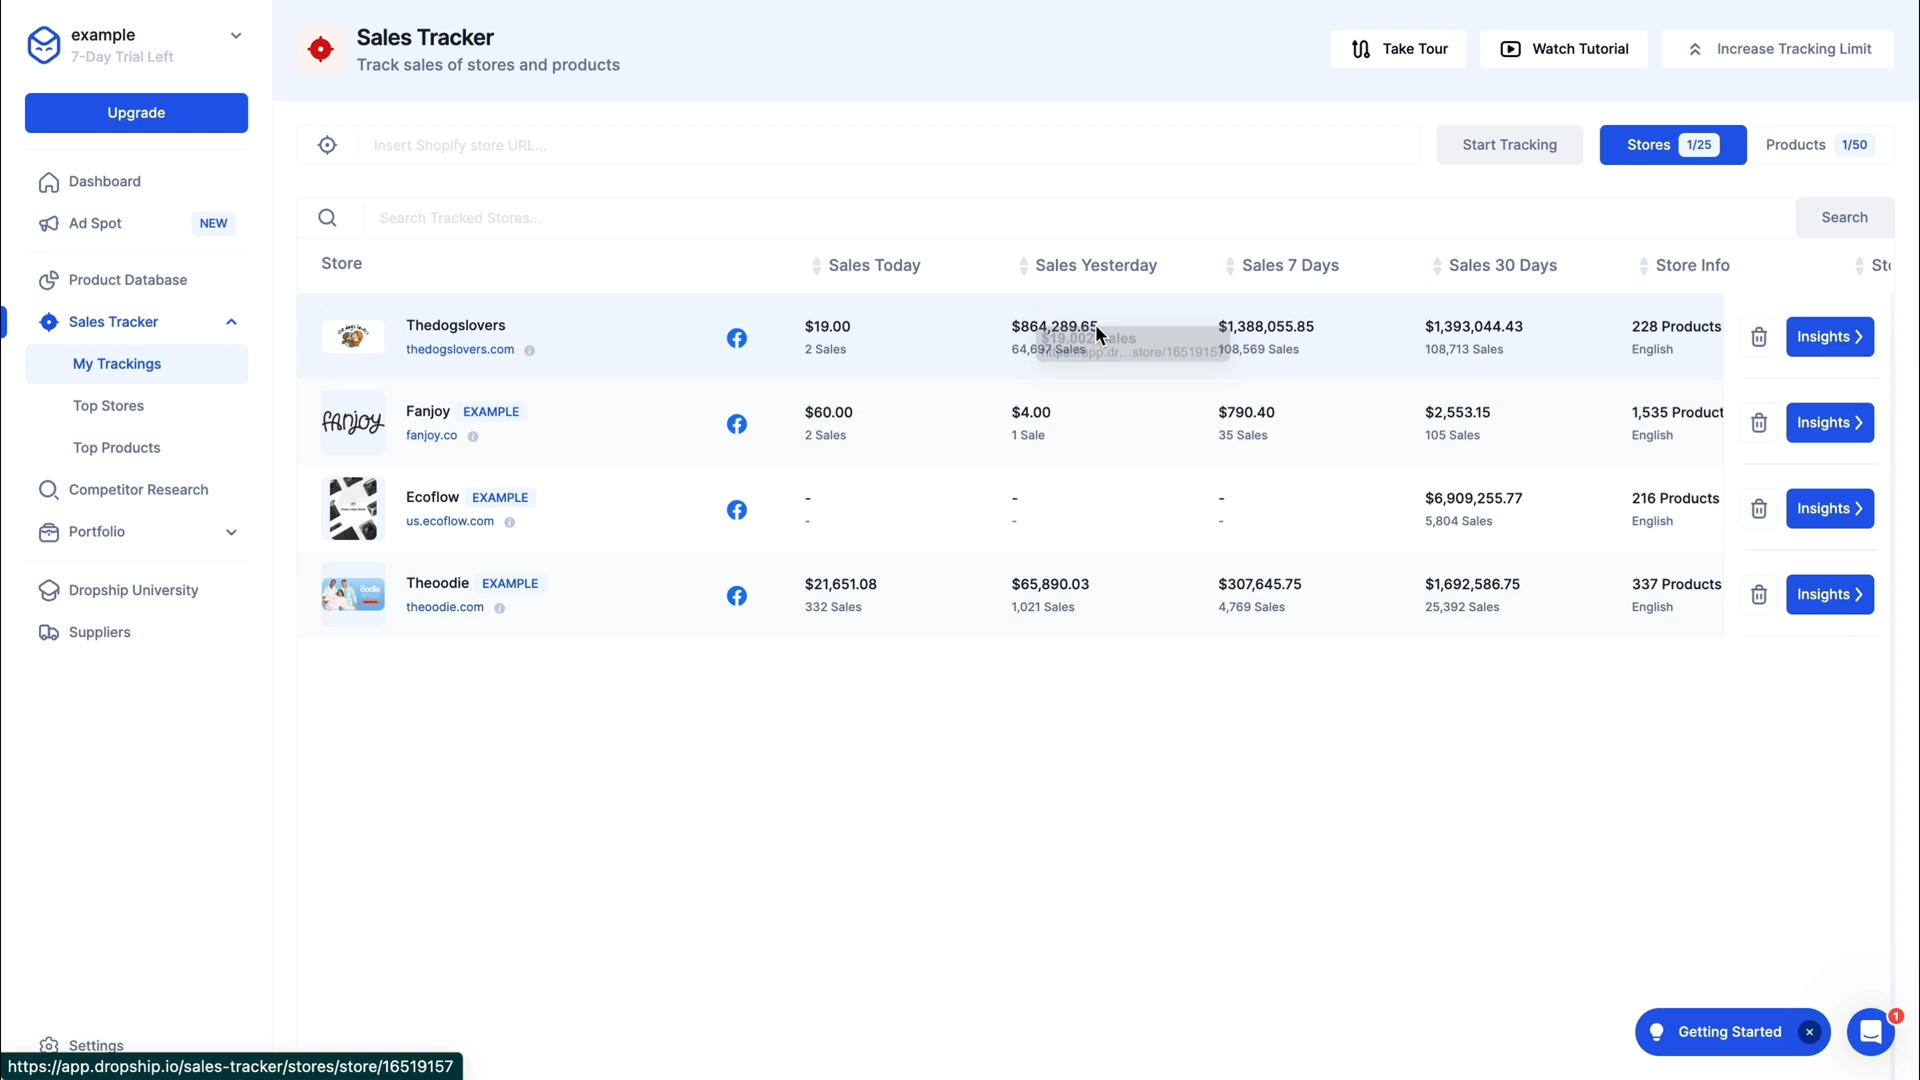 example
7-Day Trial Left
Upgrade
Dashboard
Ad Spot NEW
Product Database
Sales Tracker
My Trackings
Top Stores
Top Products
Competitor Research
Portfolio
Dropship University
Suppliers
Settings
https://app.dropship.io/sales-tracker/stores/store/16519157
Sales Tracker
Track sales of stores and products
Take Tour
Watch Tutorial
Increase Tracking Limit
Insert Shopify store URL...
Start Tracking
Stores 1/25
Products 1/50
Search Tracked Stores...
Search
Store Sales Today Sales Yesterday Sales 7 Days Sales 30 Days Store Info
Thedogslovers $19.00 $864,289.65 $1,388,055.85 $1,393,044.43 228 Products
thedogslovers.com 2 Sales 64,697 Sales 108,569 Sales 108,713 Sales English
Insights
Fanjoy EXAMPLE $60.00 $4.00 $790.40 $2,553.15 1,535 Product
fanjoy.co 2 Sales 1 Sale 35 Sales 105 Sales English
Insights
fanjoy
Ecoflow EXAMPLE - - - $6,909,255.77 216 Products
us.ecoflow.com - - - 5,804 Sales English
Insights
Theoodie EXAMPLE $21,651.08 $65,890.03 $307,645.75 $1,692,586.75 337 Products
theoodie.com 332 Sales 1,021 Sales 4,769 Sales 25,392 Sales English
Insights
Getting Started
1